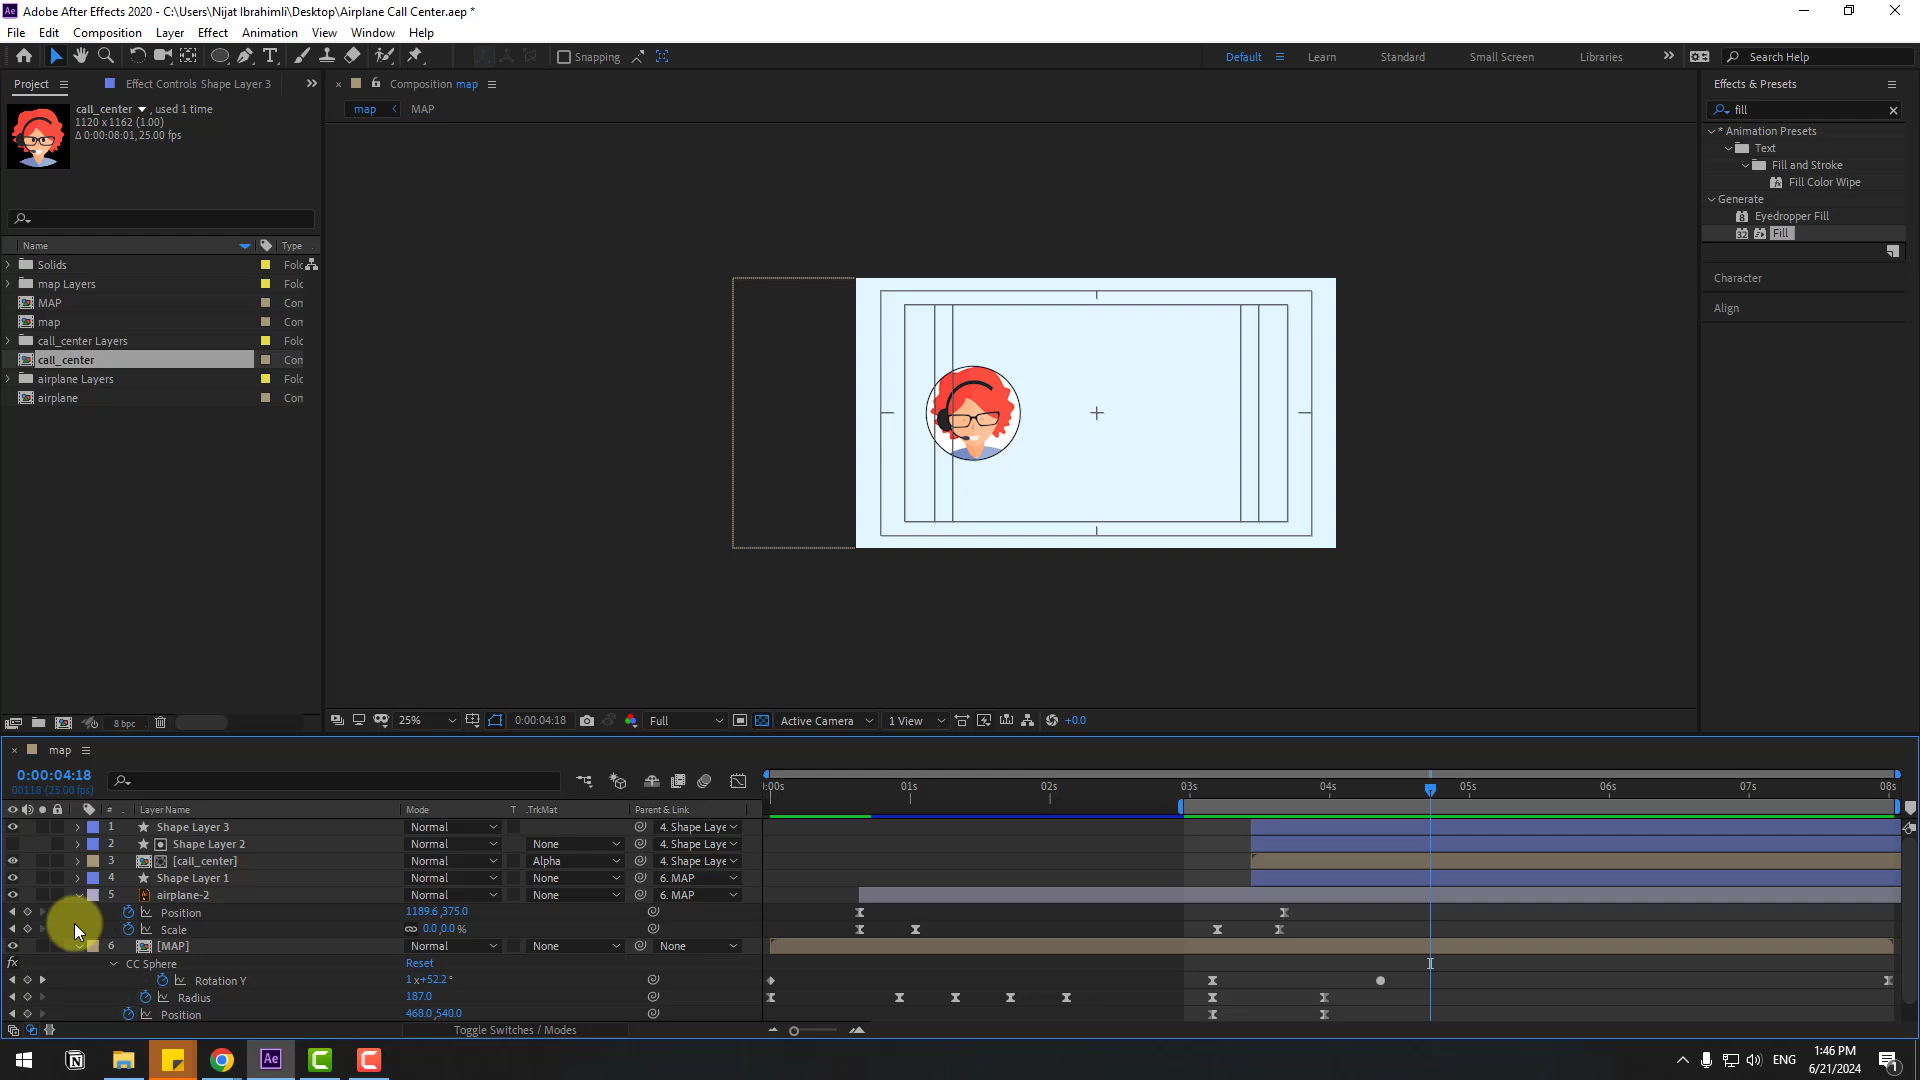 Adobe After Effects 2020 - C:\Users\Nijat Ibrahimli\Desktop\Airplane Call Center.aep *
File Edit Composition Layer Effect Animation View Window Help
Snapping
Default Learn Standard Small Screen Libraries Search Help
Project Effect Controls Shape Layer 3
call_center , used 1 time
1120 x 1162 (1.00)
Δ 0:00:08:01, 25.00 fps
Name Type
Solids Folc
map Layers Folc
MAP Con
map Con
call_center Layers Folc
call_center Con
airplane Layers Folc
airplane Con
8 bpc
Composition map
map MAP
25% 0:00:04:18 Full Active Camera 1 View +0.0
Effects & Presets
fill
* Animation Presets
Text
Fill and Stroke
Fill Color Wipe
Generate
Eyedropper Fill
Fill
Character
Align
map
0:00:04:18
00118 (25.00 fps)
:00s 01s 02s 03s 04s 05s 06s 07s 08s
# Layer Name Mode T .TrkMat Parent & Link
1 Shape Layer 3 Normal 4. Shape Laye
2 Shape Layer 2 Normal None 4. Shape Laye
3 [call_center] Normal Alpha 4. Shape Laye
4 Shape Layer 1 Normal None 6. MAP
5 airplane-2 Normal None 6. MAP
Position 1189.6,375.0
Scale 0.0,0.0%
6 [MAP] Normal None None
fx CC Sphere Reset
Rotation Y 1x+52.2°
Radius 187.0
Position 468.0,540.0
Toggle Switches / Modes
ENG 1:46 PM
6/21/2024